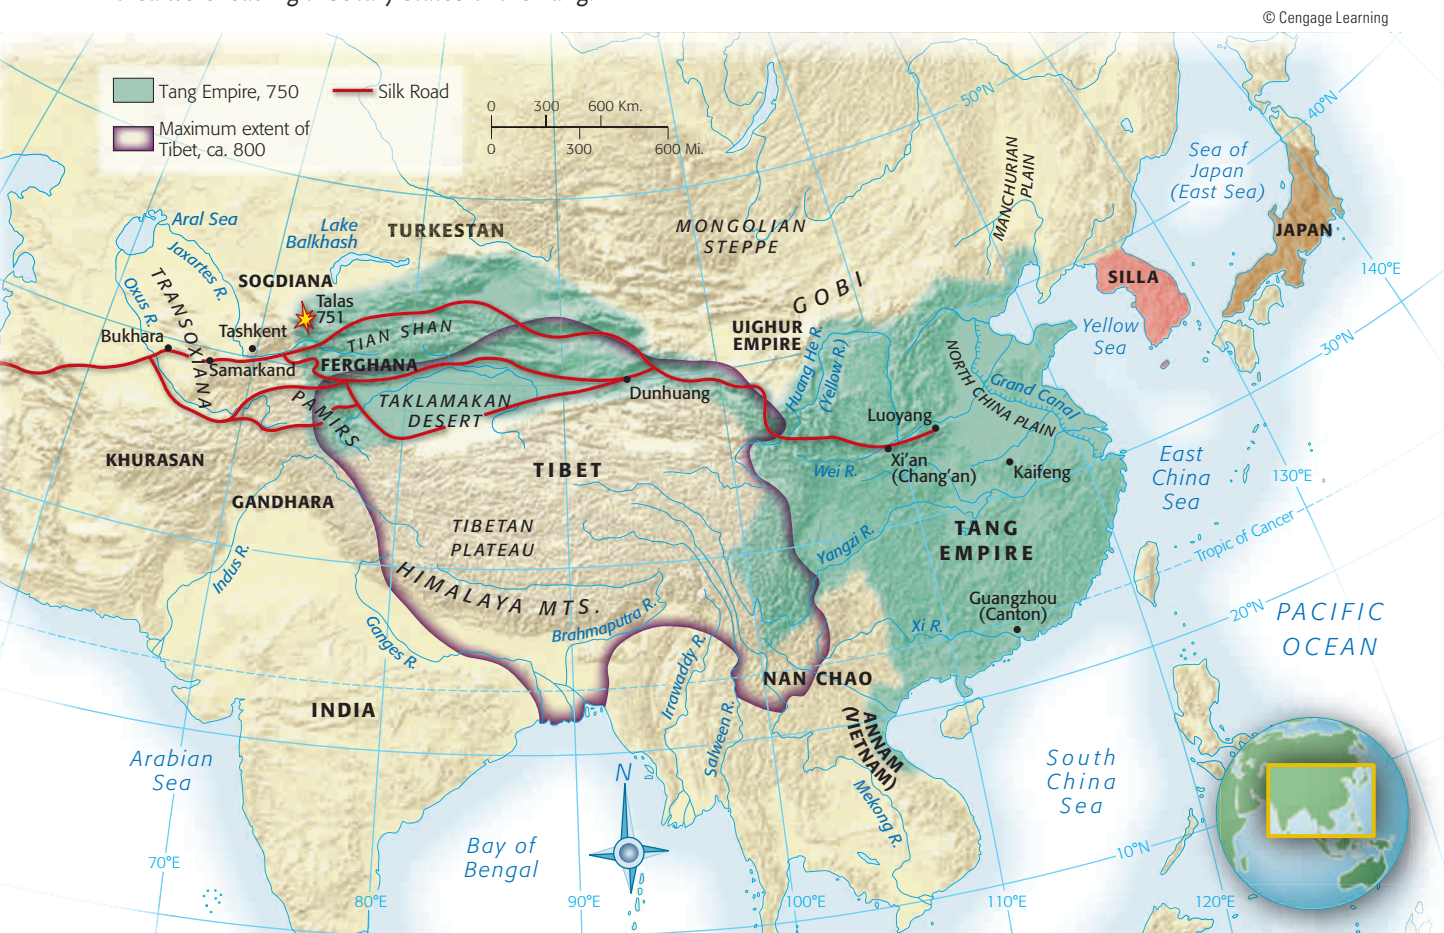 © Cengage Learning
Tang Empire, 750
Silk Road
Maximum extent of
Tibet, ca. 800
0 300 600 Km.
0 300 600 Mi.
50°N
40°N
Sea of
Japan
(East Sea)
MANCHURIAN
PLAIN
Aral Sea
Lake
Balkhash
TURKESTAN
MONGOLIAN
STEPPE
JAPAN
Jaxartes R.
140°E
SOGDIANA
SILLA
Oxus R.
TRANSOXIANA
Talas
751
GOBI
Tashkent
TIAN SHAN
UIGHUR
EMPIRE
Yellow
Sea
Bukhara
30°N
Samarkand
FERGHANA
Huang He R.
(Yellow R.)
NORTH CHINA PLAIN
Grand Canal
Dunhuang
TAKLAMAKAN
DESERT
PAMIRS
Luoyang
KHURASAN
TIBET
Wei R.
Xi'an
(Chang'an)
Kaifeng
East
China
Sea
130°E
GANDHARA
TIBETAN
PLATEAU
TANG
EMPIRE
Yangzi R.
Tropic of Cancer
Indus R.
HIMALAYA MTS.
Guangzhou
(Canton)
20°N
PACIFIC
OCEAN
Brahmaputra R.
Xi R.
Ganges R.
Irrawaddy R.
NAN CHAO
INDIA
Salween R.
ANNAM
(VIETNAM)
Arabian
Sea
South
China
Sea
N
Mekong R.
Bay of
Bengal
10°N
70°E
80°E
90°E
100°E
110°E
120°E